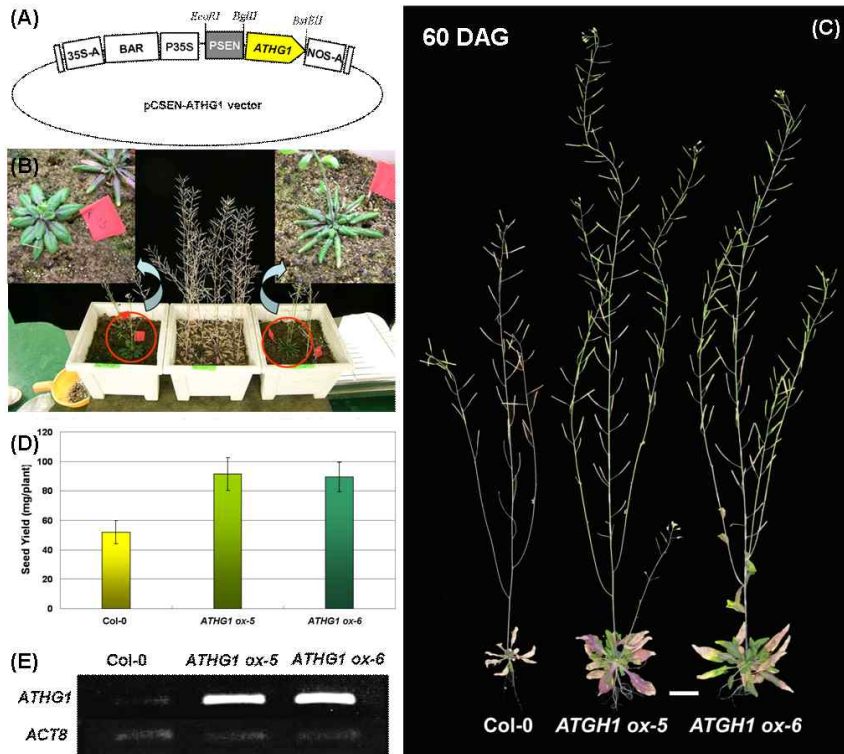 (A)
EcoRI BglII BstEII
35S-A BAR P35S PSEN ATHG1 NOS-A
pCSEN-ATHG1 vector
(B)
(C)
60 DAG
Col-0 ATGH1 ox-5 ATGH1 ox-6
(D)
Seed Yield (mg/plant)
120
100
80
60
40
20
0
Col-0 ATHG1 ox-5 ATHG1 ox-6
(E)
Col-0 ATHG1 ox-5 ATHG1 ox-6
ATHG1
ACT8